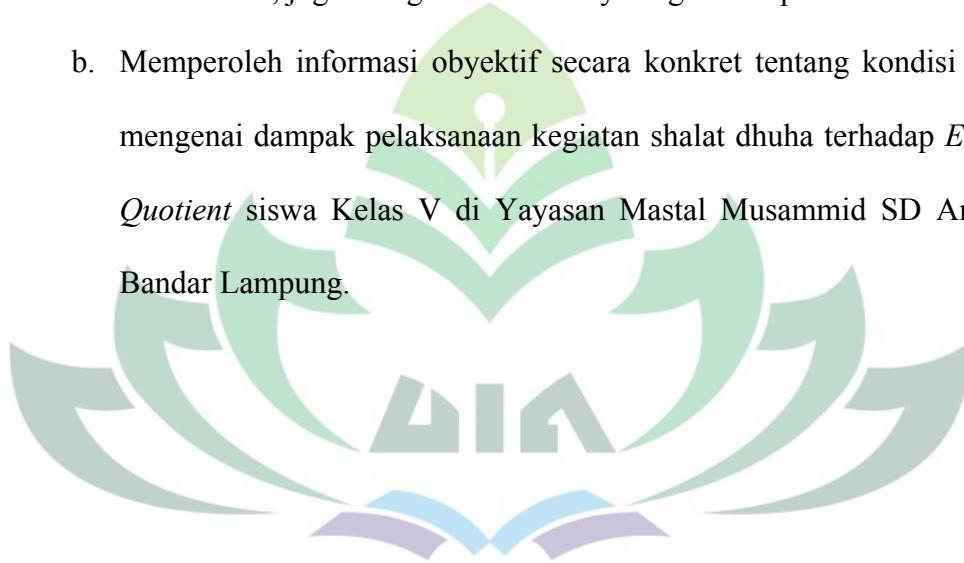 b. Memperoleh informasi obyektif secara konkret tentang kondisi
mengenai dampak pelaksanaan kegiatan shalat dhuha terhadap
Quotient siswa Kelas V di Yayasan Mastal Musammid SD
Bandar Lampung.
UIN